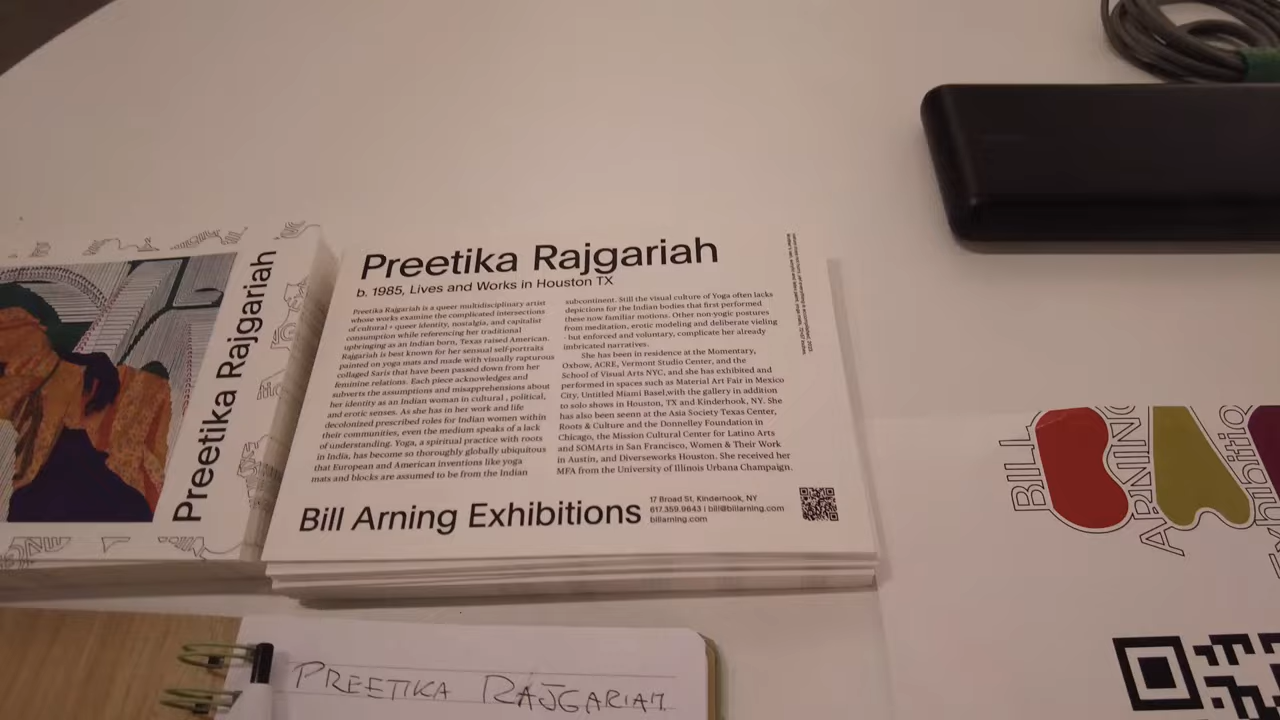 Preetika Rajgariah
Preetika Rajgariah
b. 1985, Lives and Works in Houston TX
Preetika Rajgariah is a queer multidisciplinary artist
whose works examine the complicated intersections
of cultural + queer identity, nostalgia, and capitalist
consumption while referencing her traditional
upbringing as an Indian born, Texas raised American.
Rajgariah is best known for her sensual self-portraits
painted on yoga mats and made with visually rapturous
collaged Saris that have been passed down from her
feminine relations. Each piece acknowledges and
subverts the assumptions and misapprehensions about
her identity as an Indian woman in cultural , political,
and erotic senses. As she has in her work and life
decolonized prescribed roles for Indian women within
their communities, even the medium speaks of a lack
of understanding. Yoga, a spiritual practice with roots
in India, has become so thoroughly globally ubiquitous
that European and American inventions like yoga
mats and blocks are assumed to be from the Indian
subcontinent. Still the visual culture of Yoga often lacks
depictions for the Indian bodies that first performed
these now familiar motions. Other non-yogic postures
from meditation, erotic modeling and deliberate vieling
- but enforced and voluntary, complicate her already
imbricated narratives.
She has been in residence at the Momentary,
Oxbow, ACRE, Vermont Studio Center, and the
School of Visual Arts NYC, and she has exhibited and
performed in spaces such as Material Art Fair in Mexico
City, Untitled Miami Basel,with the gallery in addition
to solo shows in Houston, TX and Kinderhook, NY. She
has also been seenn at the Asia Society Texas Center,
Roots & Culture and the Donnelley Foundation in
Chicago, the Mission Cultural Center for Latino Arts
and SOMArts in San Francisco, Women & Their Work
in Austin, and Diverseworks Houston. She received her
MFA from the University of Illinois Urbana Champaign.
Bill Arning Exhibitions
17 Broad St, Kinderhook, NY
617.359.9643 | bill@billarning.com
billarning.com
BILL
ARNING
PREETIKA RAJGARIAH